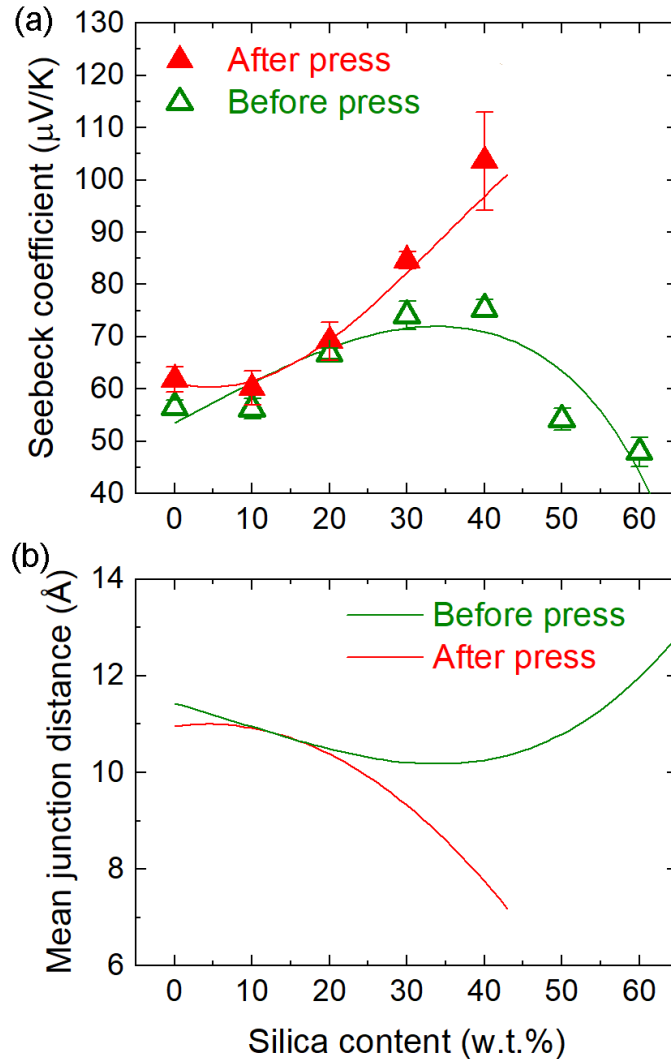 (a)
Seebeck coefficient (μV/K)
130
120
110
100
90
80
70
60
50
40
After press
Before press
0 10 20 30 40 50 60
(b)
Mean junction distance (Å)
14
12
10
8
6
Before press
After press
0 10 20 30 40 50 60
Silica content (w.t.%)